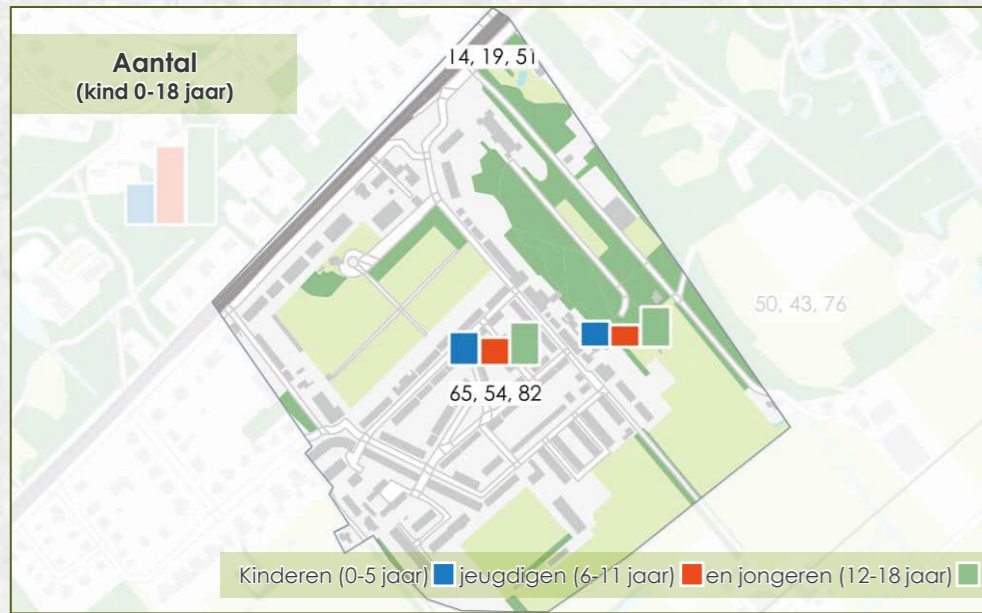 Aantal
(kind 0-18 jaar)
14, 19, 51
50, 43, 76
65, 54, 82
Kinderen (0-5 jaar) jeugdigen (6-11 jaar) en jongeren (12-18 jaar)